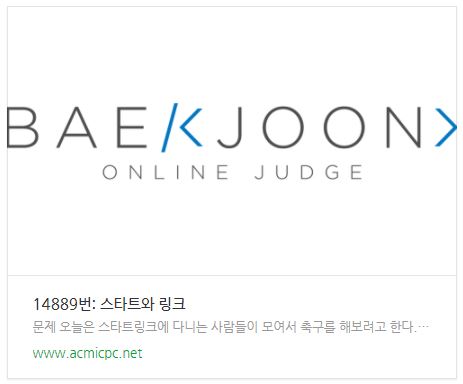 BAEKJOON
ONLINE JUDGE
14889번: 스타트와 링크
문제 오늘은 스타트링크에 다니는 사람들이 모여서 축구를 해보려고 한다.…
www.acmicpc.net